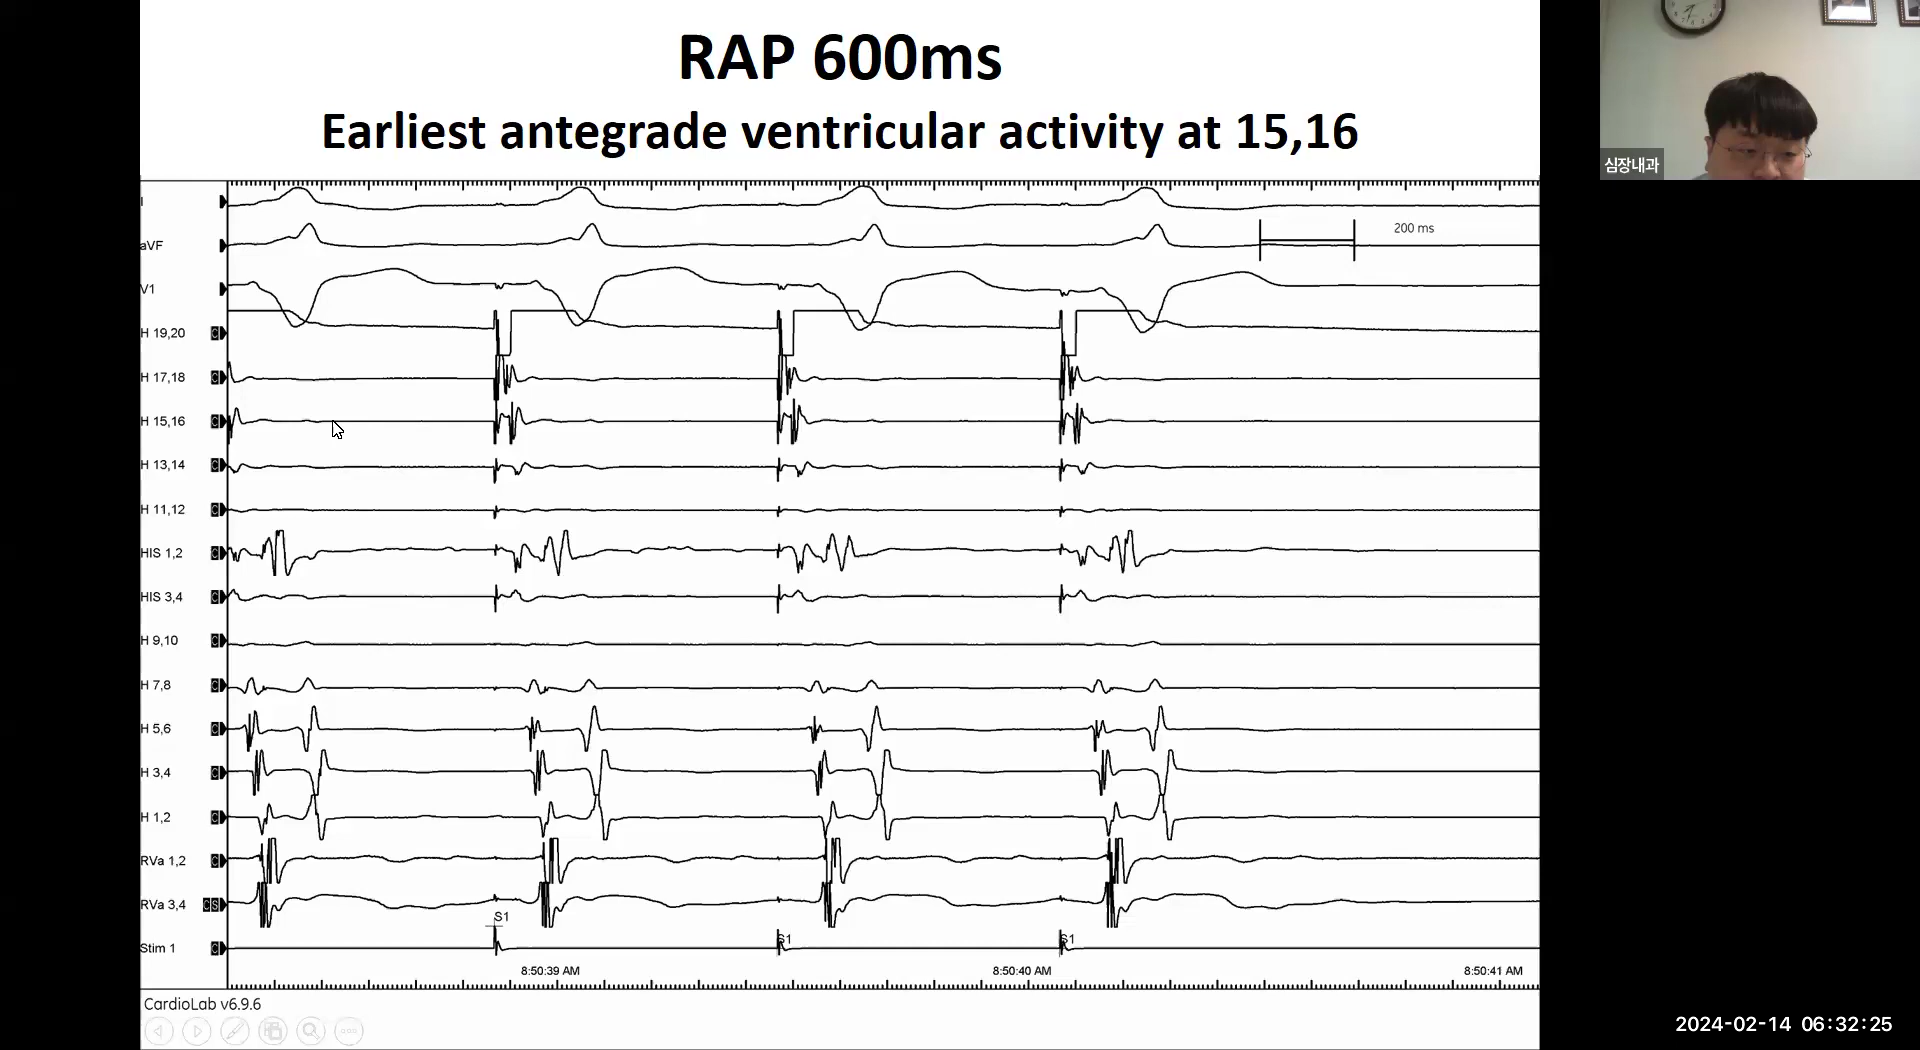 RAP 600ms
Earliest antegrade ventricular activity at 15,16
심장내과
I
aVF
200 ms
V1
H 19,20
H 17,18
H 15,16
H 13,14
H 11,12
HIS 1,2
HIS 3,4
H 9,10
H 7,8
H 5,6
H 3,4
H 1,2
RVa 1,2
RVa 3,4
S1
Stim 1
S1
S1
8:50:39 AM
8:50:40 AM
8:50:41 AM
CardioLab v6.9.6
2024-02-14 06:32:25